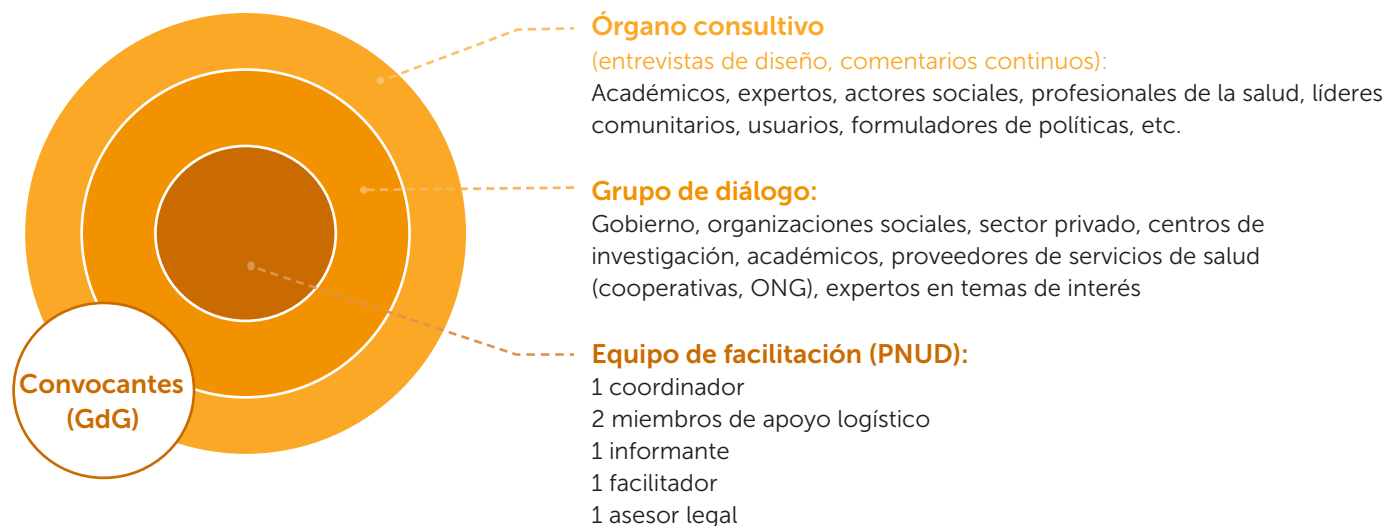 Órgano consultivo
(entrevistas de diseño, comentarios continuos):
Académicos, expertos, actores sociales, profesionales de la salud, líderes
comunitarios, usuarios, formuladores de políticas, etc.
Grupo de diálogo:
Gobierno, organizaciones sociales, sector privado, centros de
investigación, académicos, proveedores de servicios de salud
(cooperativas, ONG), expertos en temas de interés
Equipo de facilitación (PNUD):
1 coordinador
2 miembros de apoyo logístico
1 informante
1 facilitador
1 asesor legal
Convocantes
(GdG)